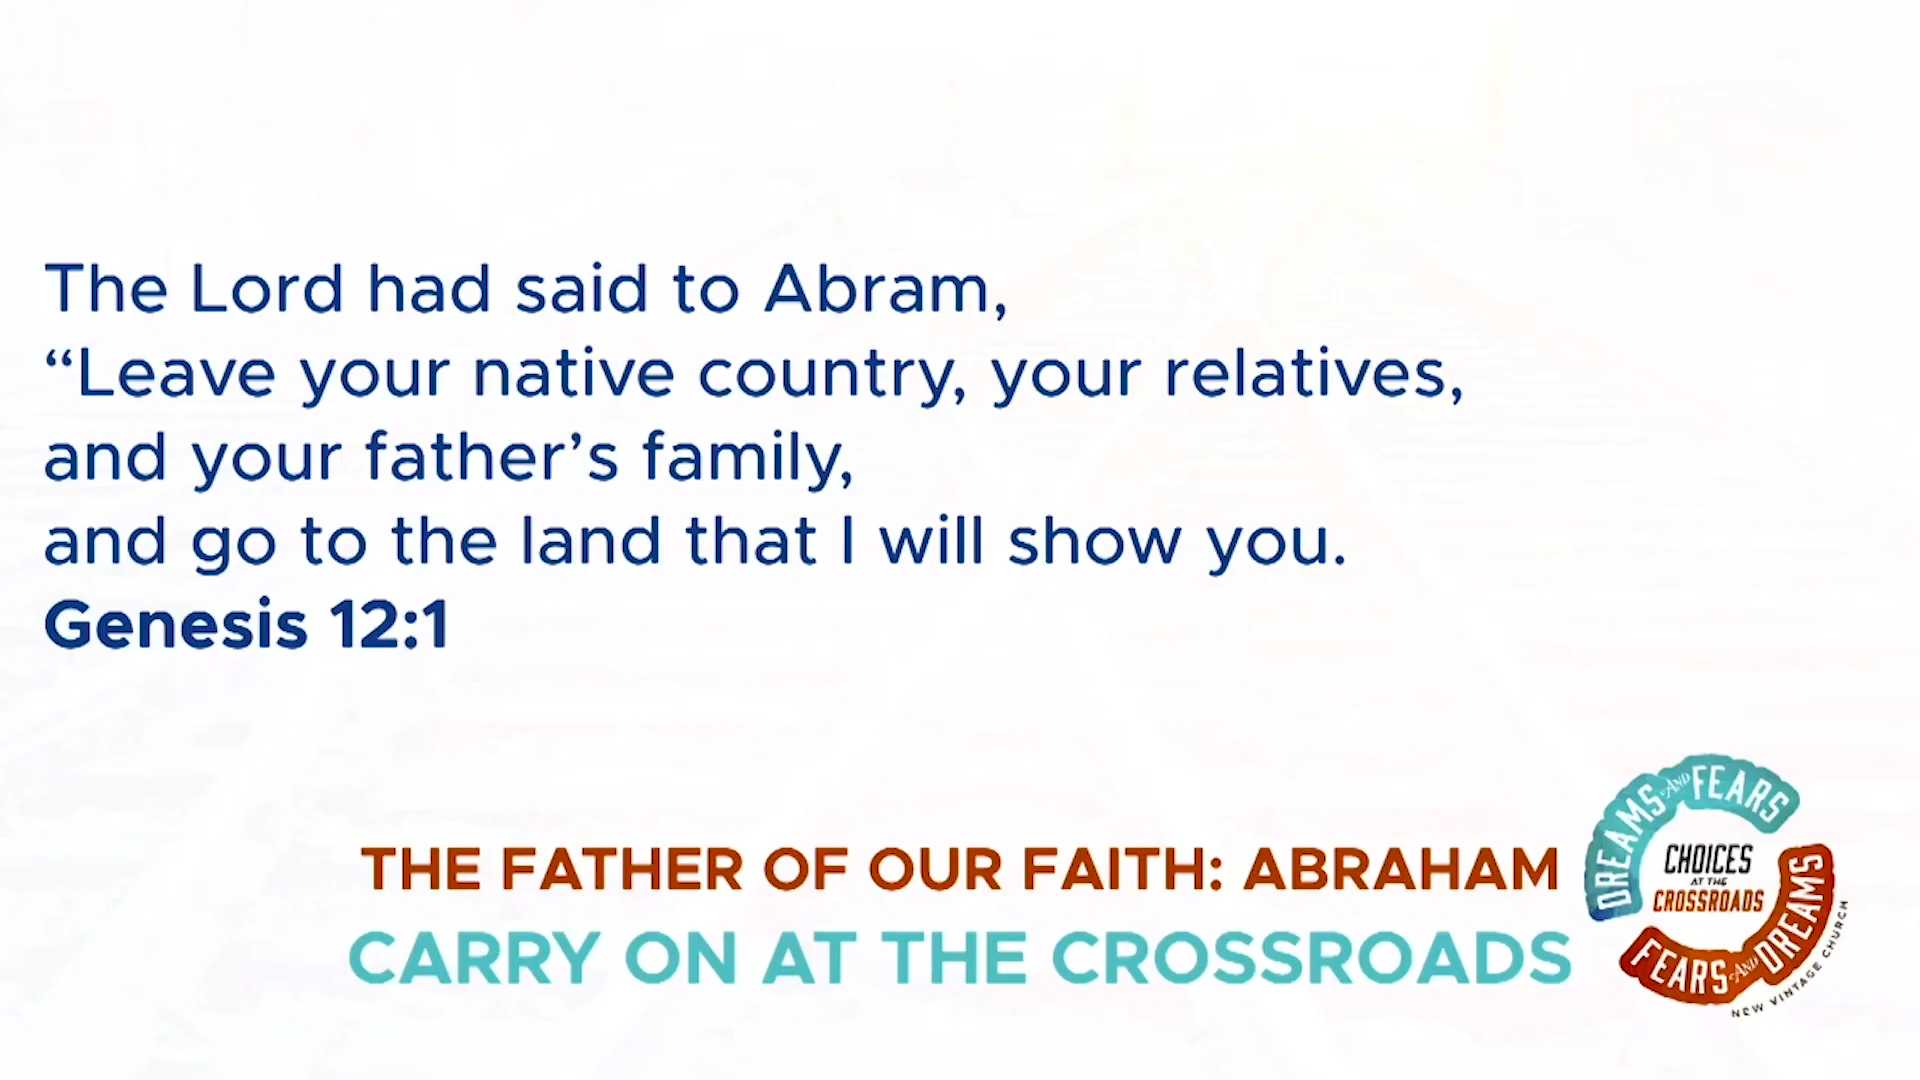 The Lord had said to Abram,
“Leave your native country, your relatives,
and your father’s family,
and go to the land that I will show you.
Genesis 12:1
THE FATHER OF OUR FAITH: ABRAHAM
CARRY ON AT THE CROSSROADS
DREAMS AND FEARS
CHOICES
AT THE
CROSSROADS
FEARS AND DREAMS
NEW VINTAGE CHURCH